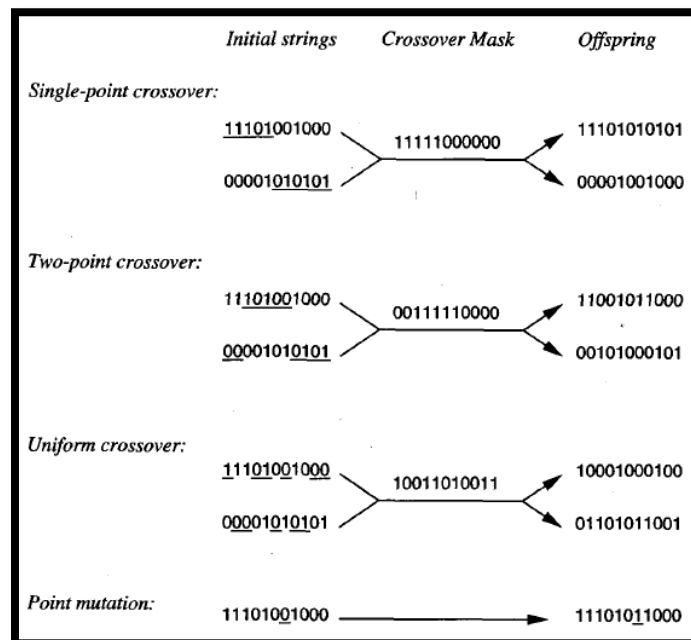 Initial strings Crossover Mask Offspring
Single-point crossover:
11101001000 11111000000 11101010101
00001010101 00001001000
Two-point crossover:
11101001000 00111110000 11001011000
00001010101 00101000101
Uniform crossover:
11101001000 10011010011 10001000100
00001010101 01101011001
Point mutation:
11101001000 11101011000